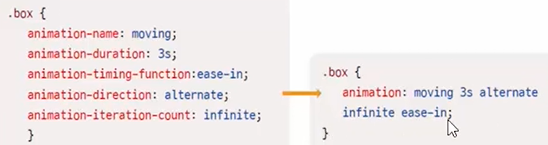 .box {
animation-name: moving;
animation-duration: 3s;
animation-timing-function:ease-in;
animation-direction: alternate;
animation-iteration-count: infinite;
}
.box {
animation: moving 3s alternate
infinite ease-in;
}